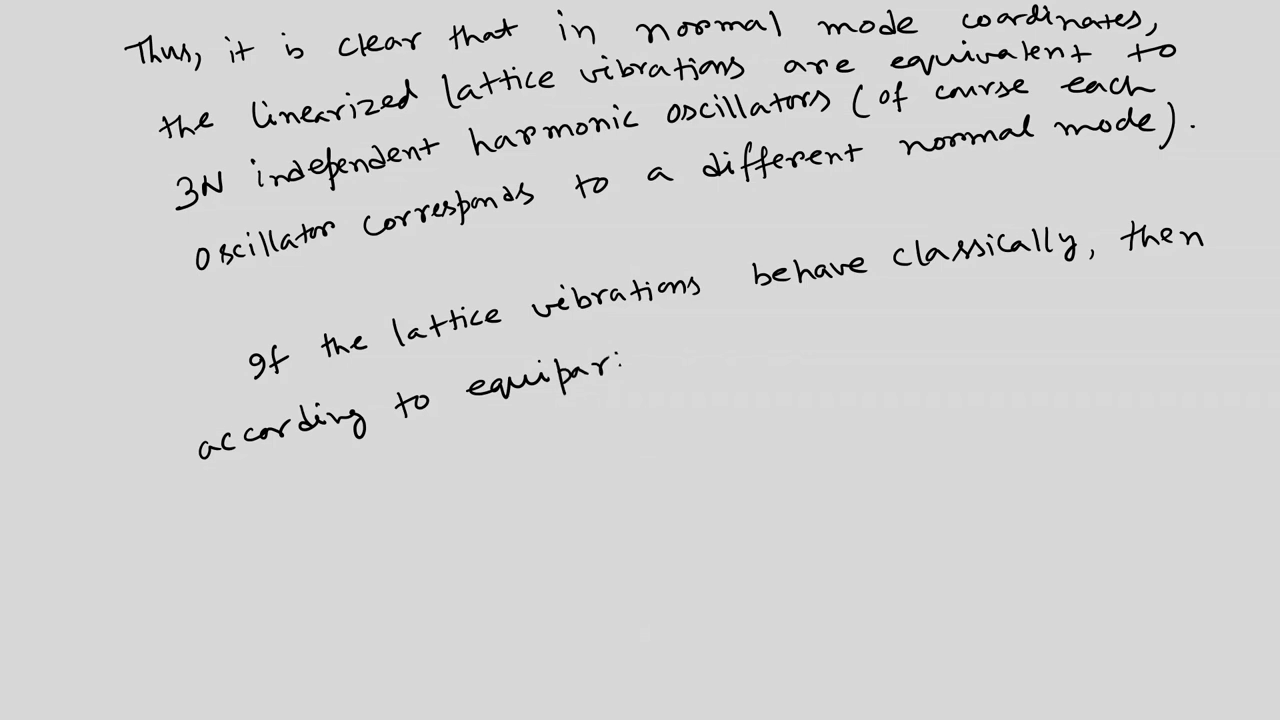 Thus, it is clear that in normal mode coordinates,
the linearized lattice vibrations are equivalent to
3N independent harmonic oscillators (of course each
oscillator corresponds to a different normal mode).
If the lattice vibrations behave classically, then
according to equipar